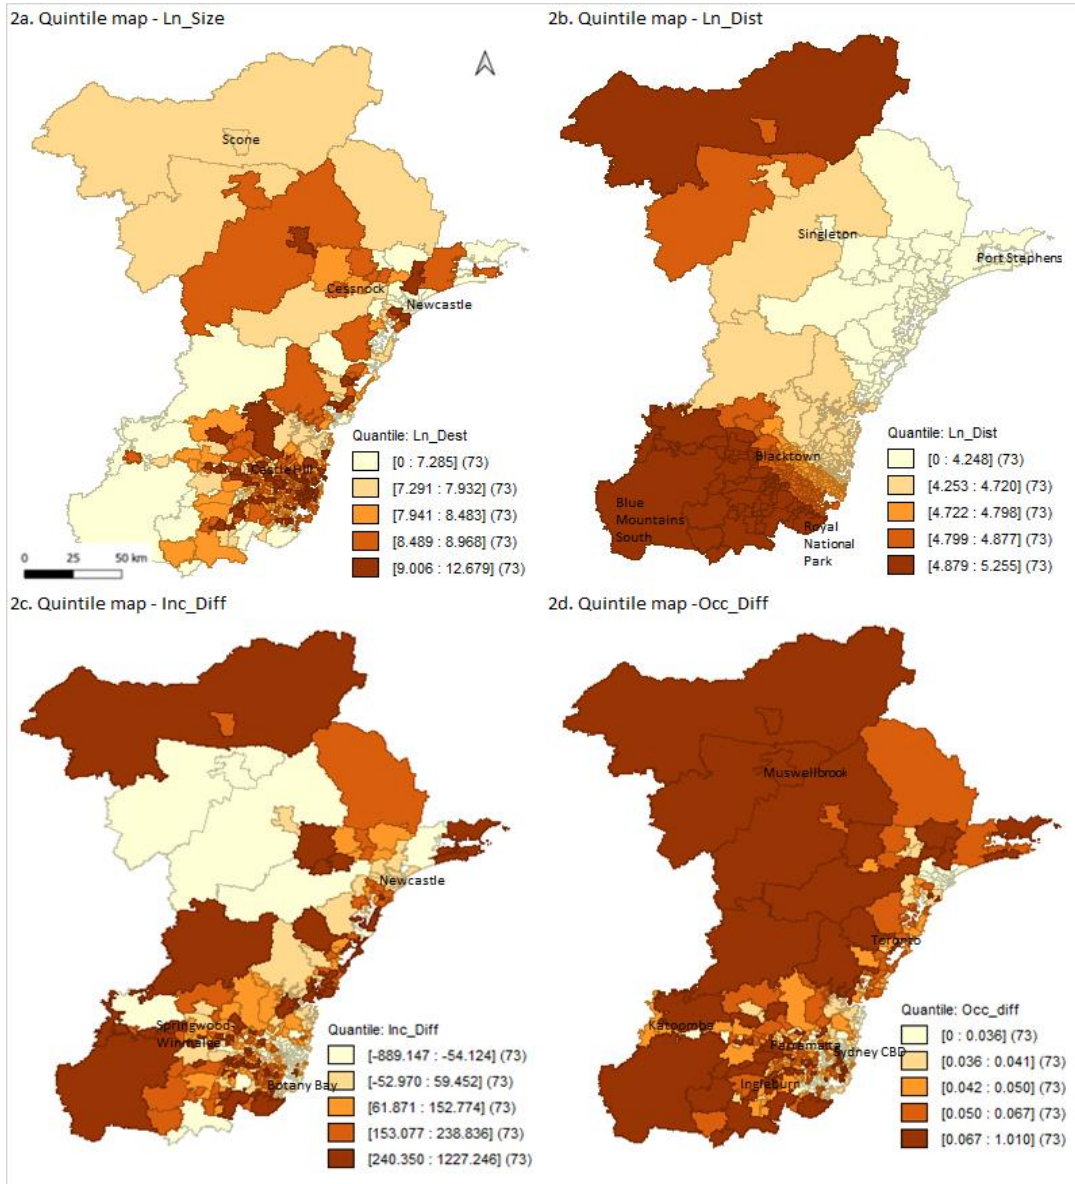 2a. Quintile map - Ln_Size
Scone
Cessnock
Newcastle
Castle Hill
Quantile: Ln_Dest
[0 : 7.285] (73)
[7.291 : 7.932] (73)
[7.941 : 8.483] (73)
[8.489 : 8.968] (73)
[9.006 : 12.679] (73)
0 25 50 km
2b. Quintile map - Ln_Dist
Singleton
Port Stephens
Blacktown
Blue
Mountains
South
Royal
National
Park
Quantile: Ln_Dist
[0 : 4.248] (73)
[4.253 : 4.720] (73)
[4.722 : 4.798] (73)
[4.799 : 4.877] (73)
[4.879 : 5.255] (73)
2c. Quintile map - Inc_Diff
Newcastle
Springwood-
Winmalee
Botany Bay
Quantile: Inc_Diff
[-889.147 : -54.124] (73)
[-52.970 : 59.452] (73)
[61.871 : 152.774] (73)
[153.077 : 238.836] (73)
[240.350 : 1227.246] (73)
2d. Quintile map -Occ_Diff
Muswellbrook
Toronto
Katoomba
Parramatta
Sydney CBD
Ingleburn
Quantile: Occ_diff
[0 : 0.036] (73)
[0.036 : 0.041] (73)
[0.042 : 0.050] (73)
[0.050 : 0.067] (73)
[0.067 : 1.010] (73)